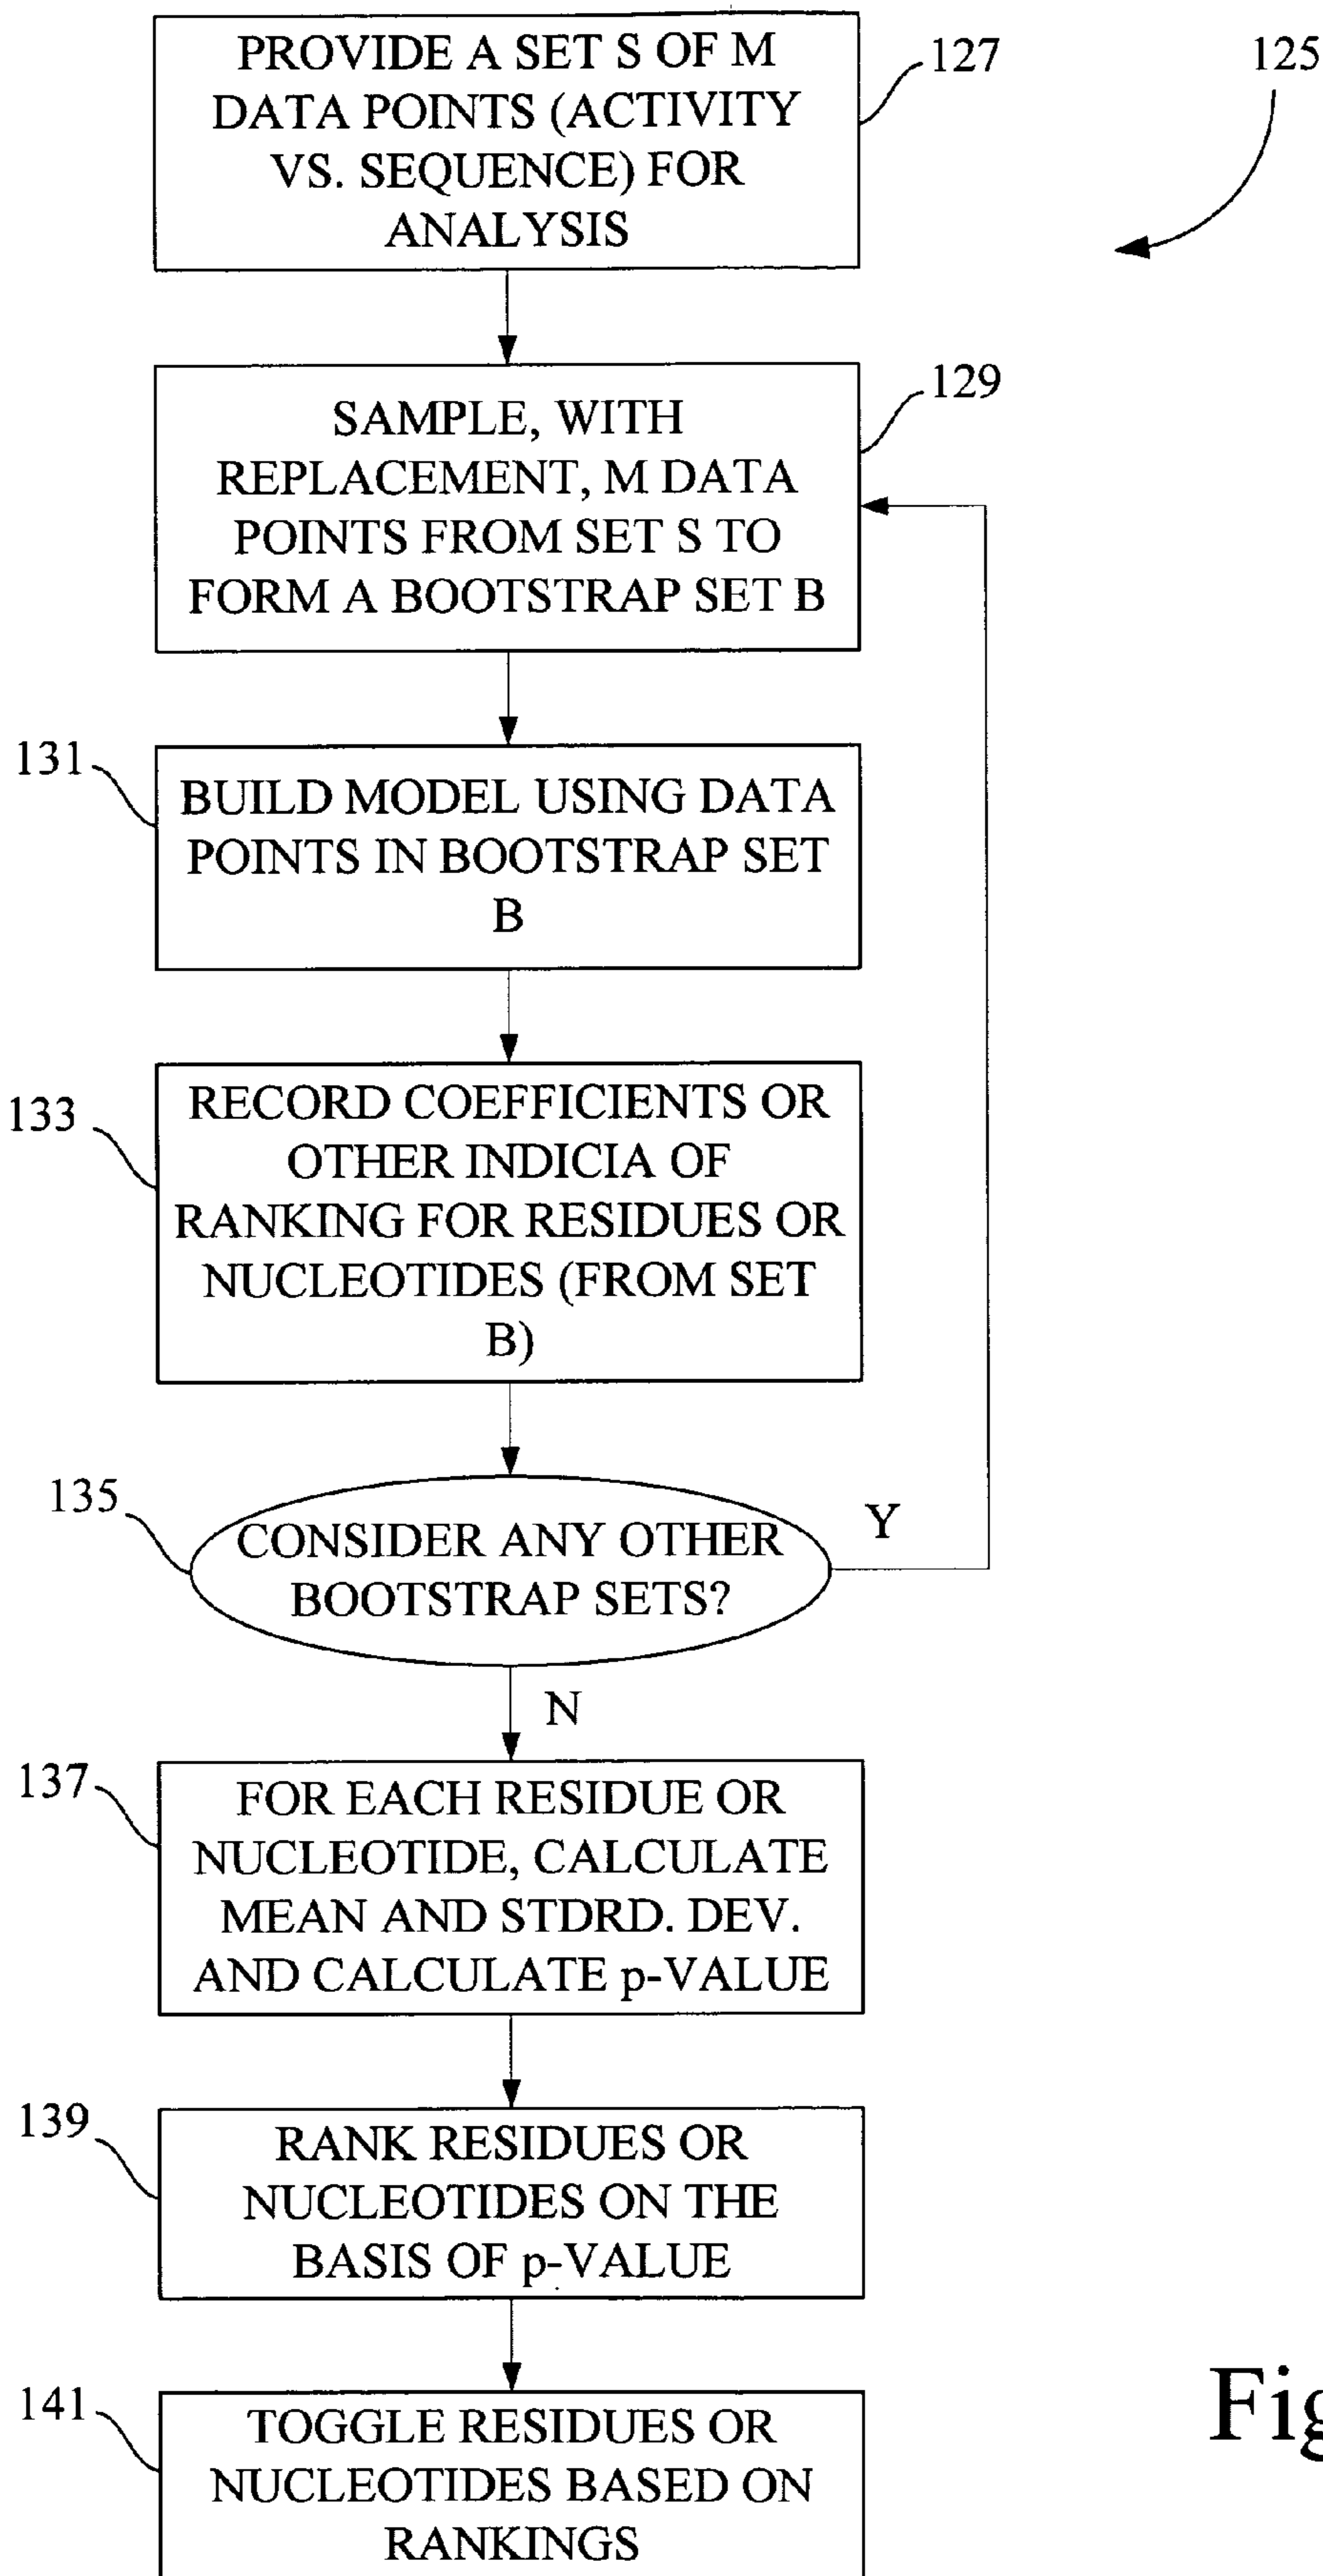 PROVIDE A SET S OF M
DATA POINTS (ACTIVITY
VS. SEQUENCE) FOR
ANALYSIS
127
125
SAMPLE, WITH
REPLACEMENT, M DATA
POINTS FROM SET S TO
FORM A BOOTSTRAP SET B
129
131
BUILD MODEL USING DATA
POINTS IN BOOTSTRAP SET
B
133
RECORD COEFFICIENTS OR
OTHER INDICIA OF
RANKING FOR RESIDUES OR
NUCLEOTIDES (FROM SET
B)
135
CONSIDER ANY OTHER
BOOTSTRAP SETS?
Y
N
137
FOR EACH RESIDUE OR
NUCLEOTIDE, CALCULATE
MEAN AND STDRD. DEV.
AND CALCULATE p-VALUE
139
RANK RESIDUES OR
NUCLEOTIDES ON THE
BASIS OF p-VALUE
141
TOGGLE RESIDUES OR
NUCLEOTIDES BASED ON
RANKINGS